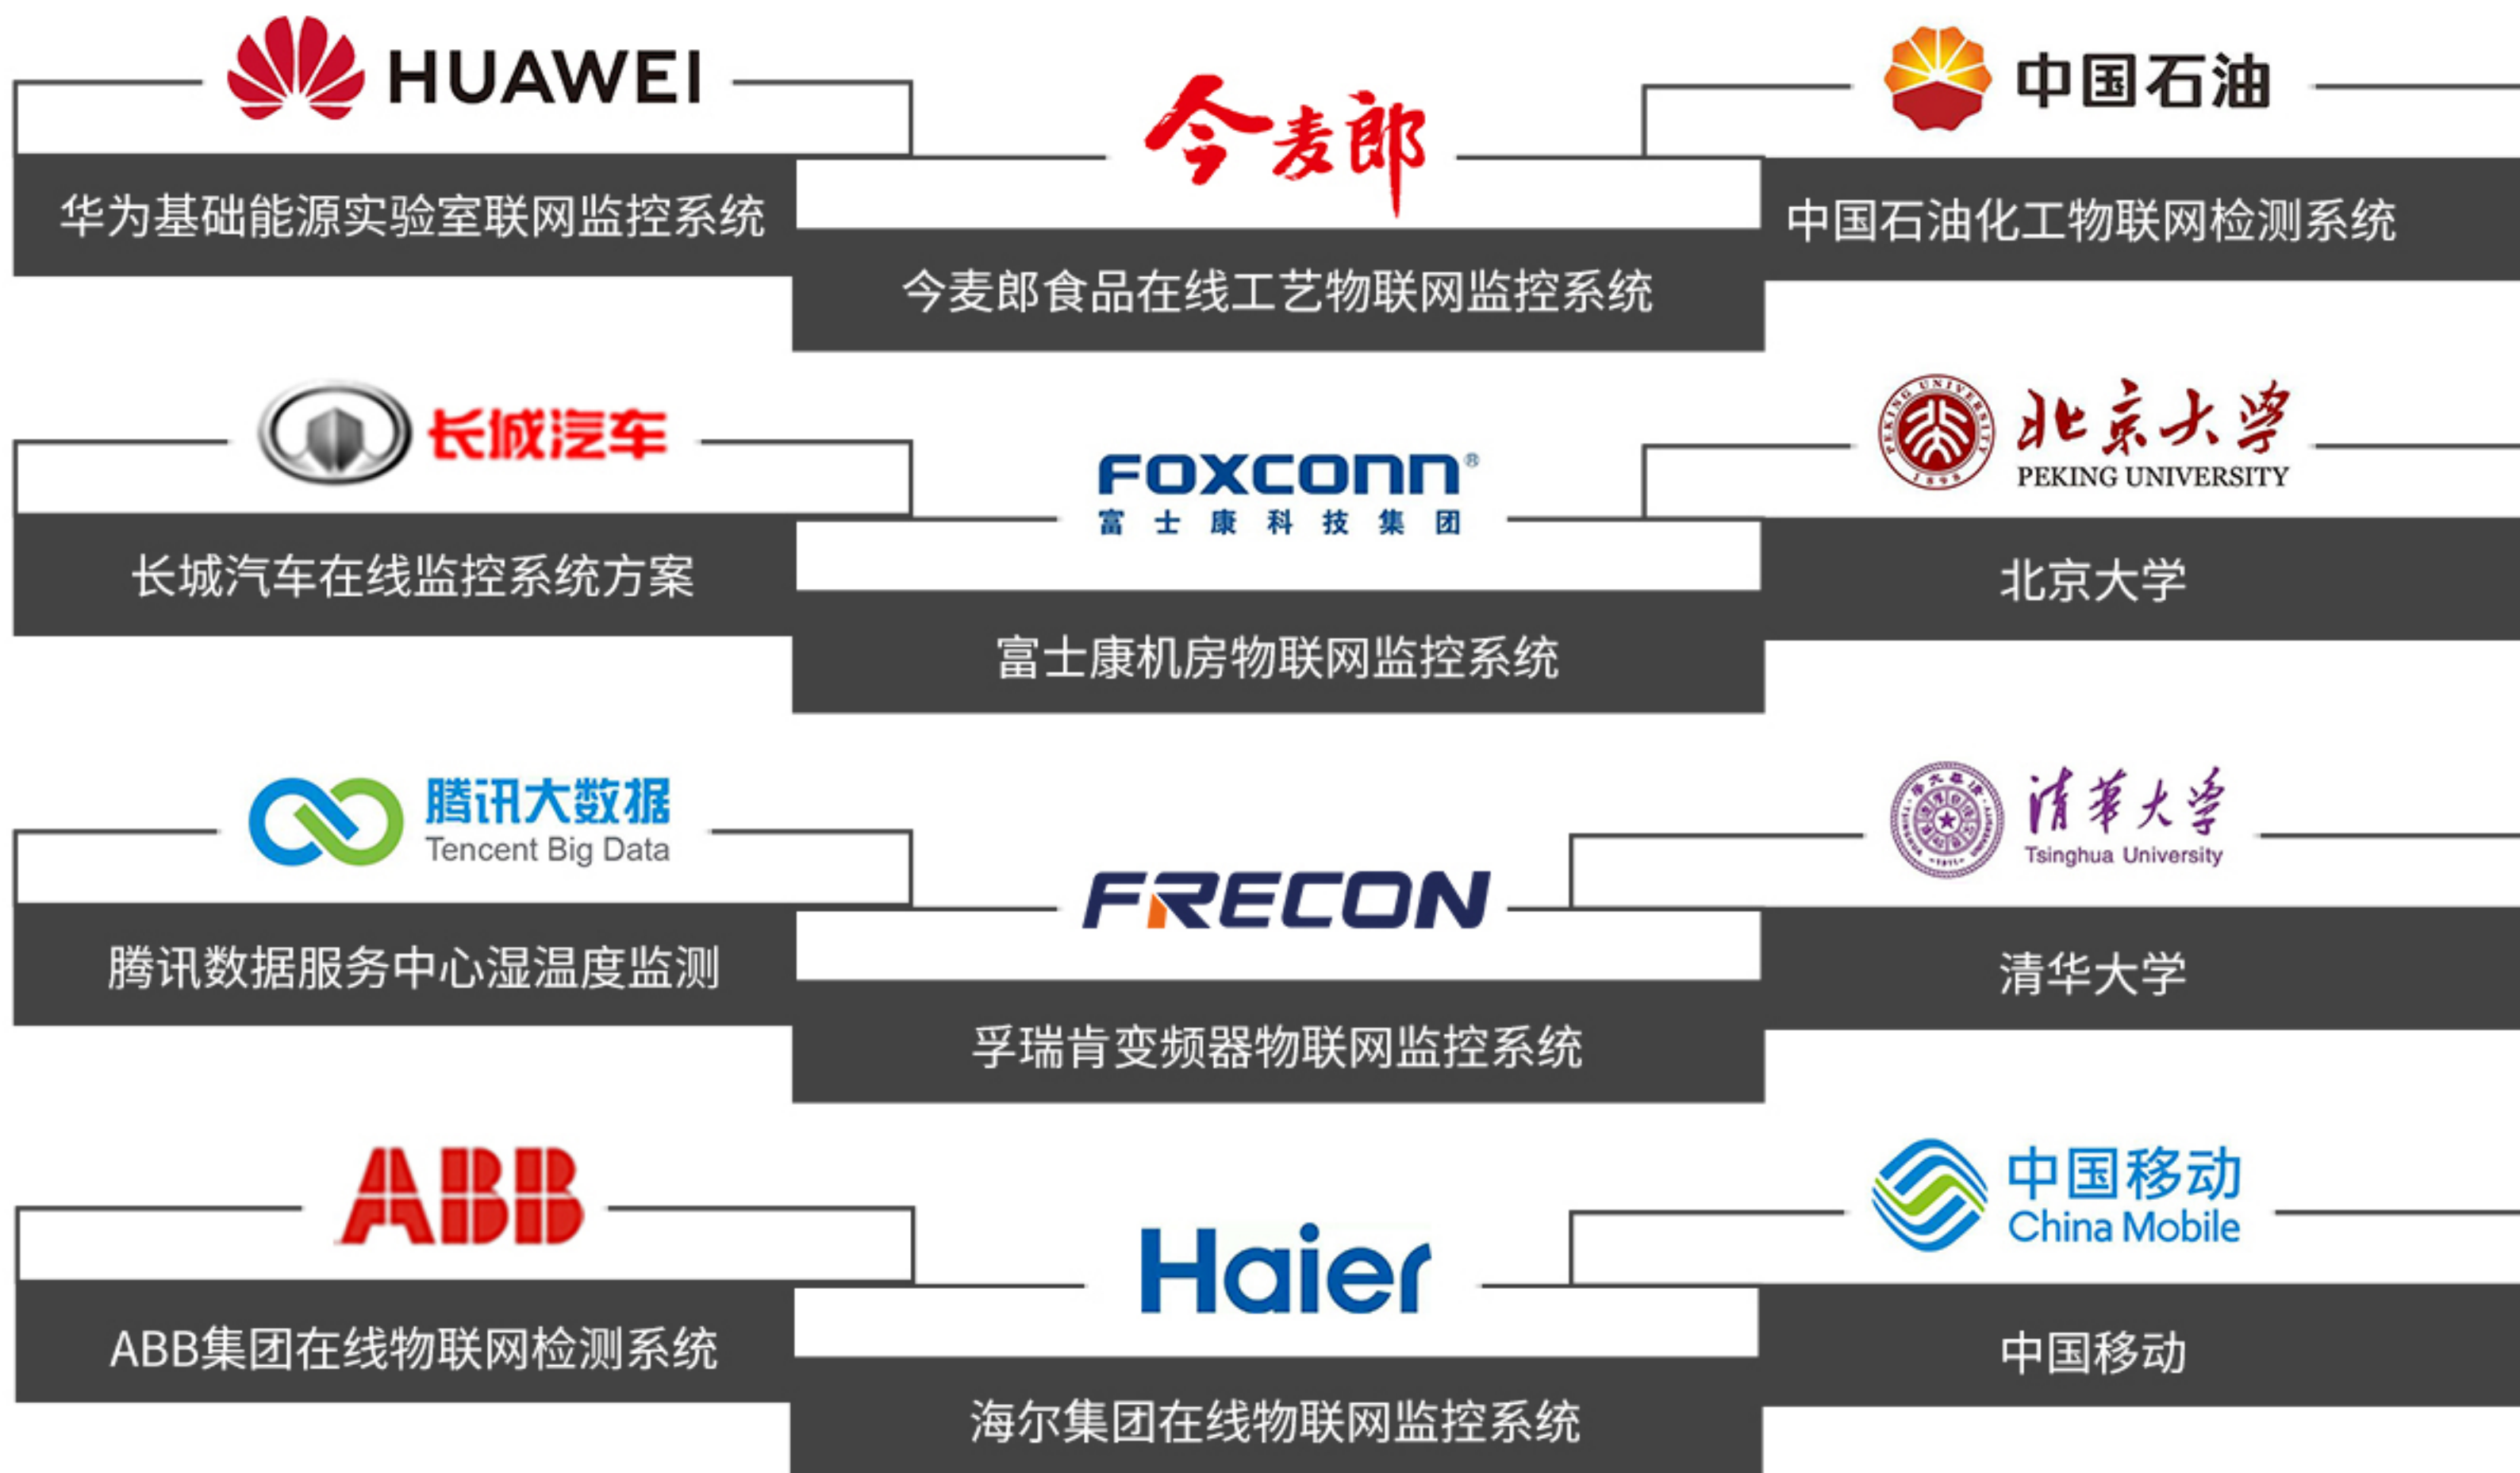 HUAWEI
华为基础能源实验室联网监控系统
今麦郎
今麦郎食品在线工艺物联网监控系统
中国石油
中国石油化工物联网检测系统
长城汽车
长城汽车在线监控系统方案
FOXCONN®
富士康科技集团
富士康机房物联网监控系统
PEKING UNIVERSITY
1898
北京大学
PEKING UNIVERSITY
北京大学
腾讯大数据
Tencent Big Data
腾讯数据服务中心湿温度监测
FRECON
孚瑞肯变频器物联网监控系统
清華大学
Tsinghua University
清华大学
ABB
ABB集团在线物联网检测系统
Haier
海尔集团在线物联网监控系统
中国移动
China Mobile
中国移动